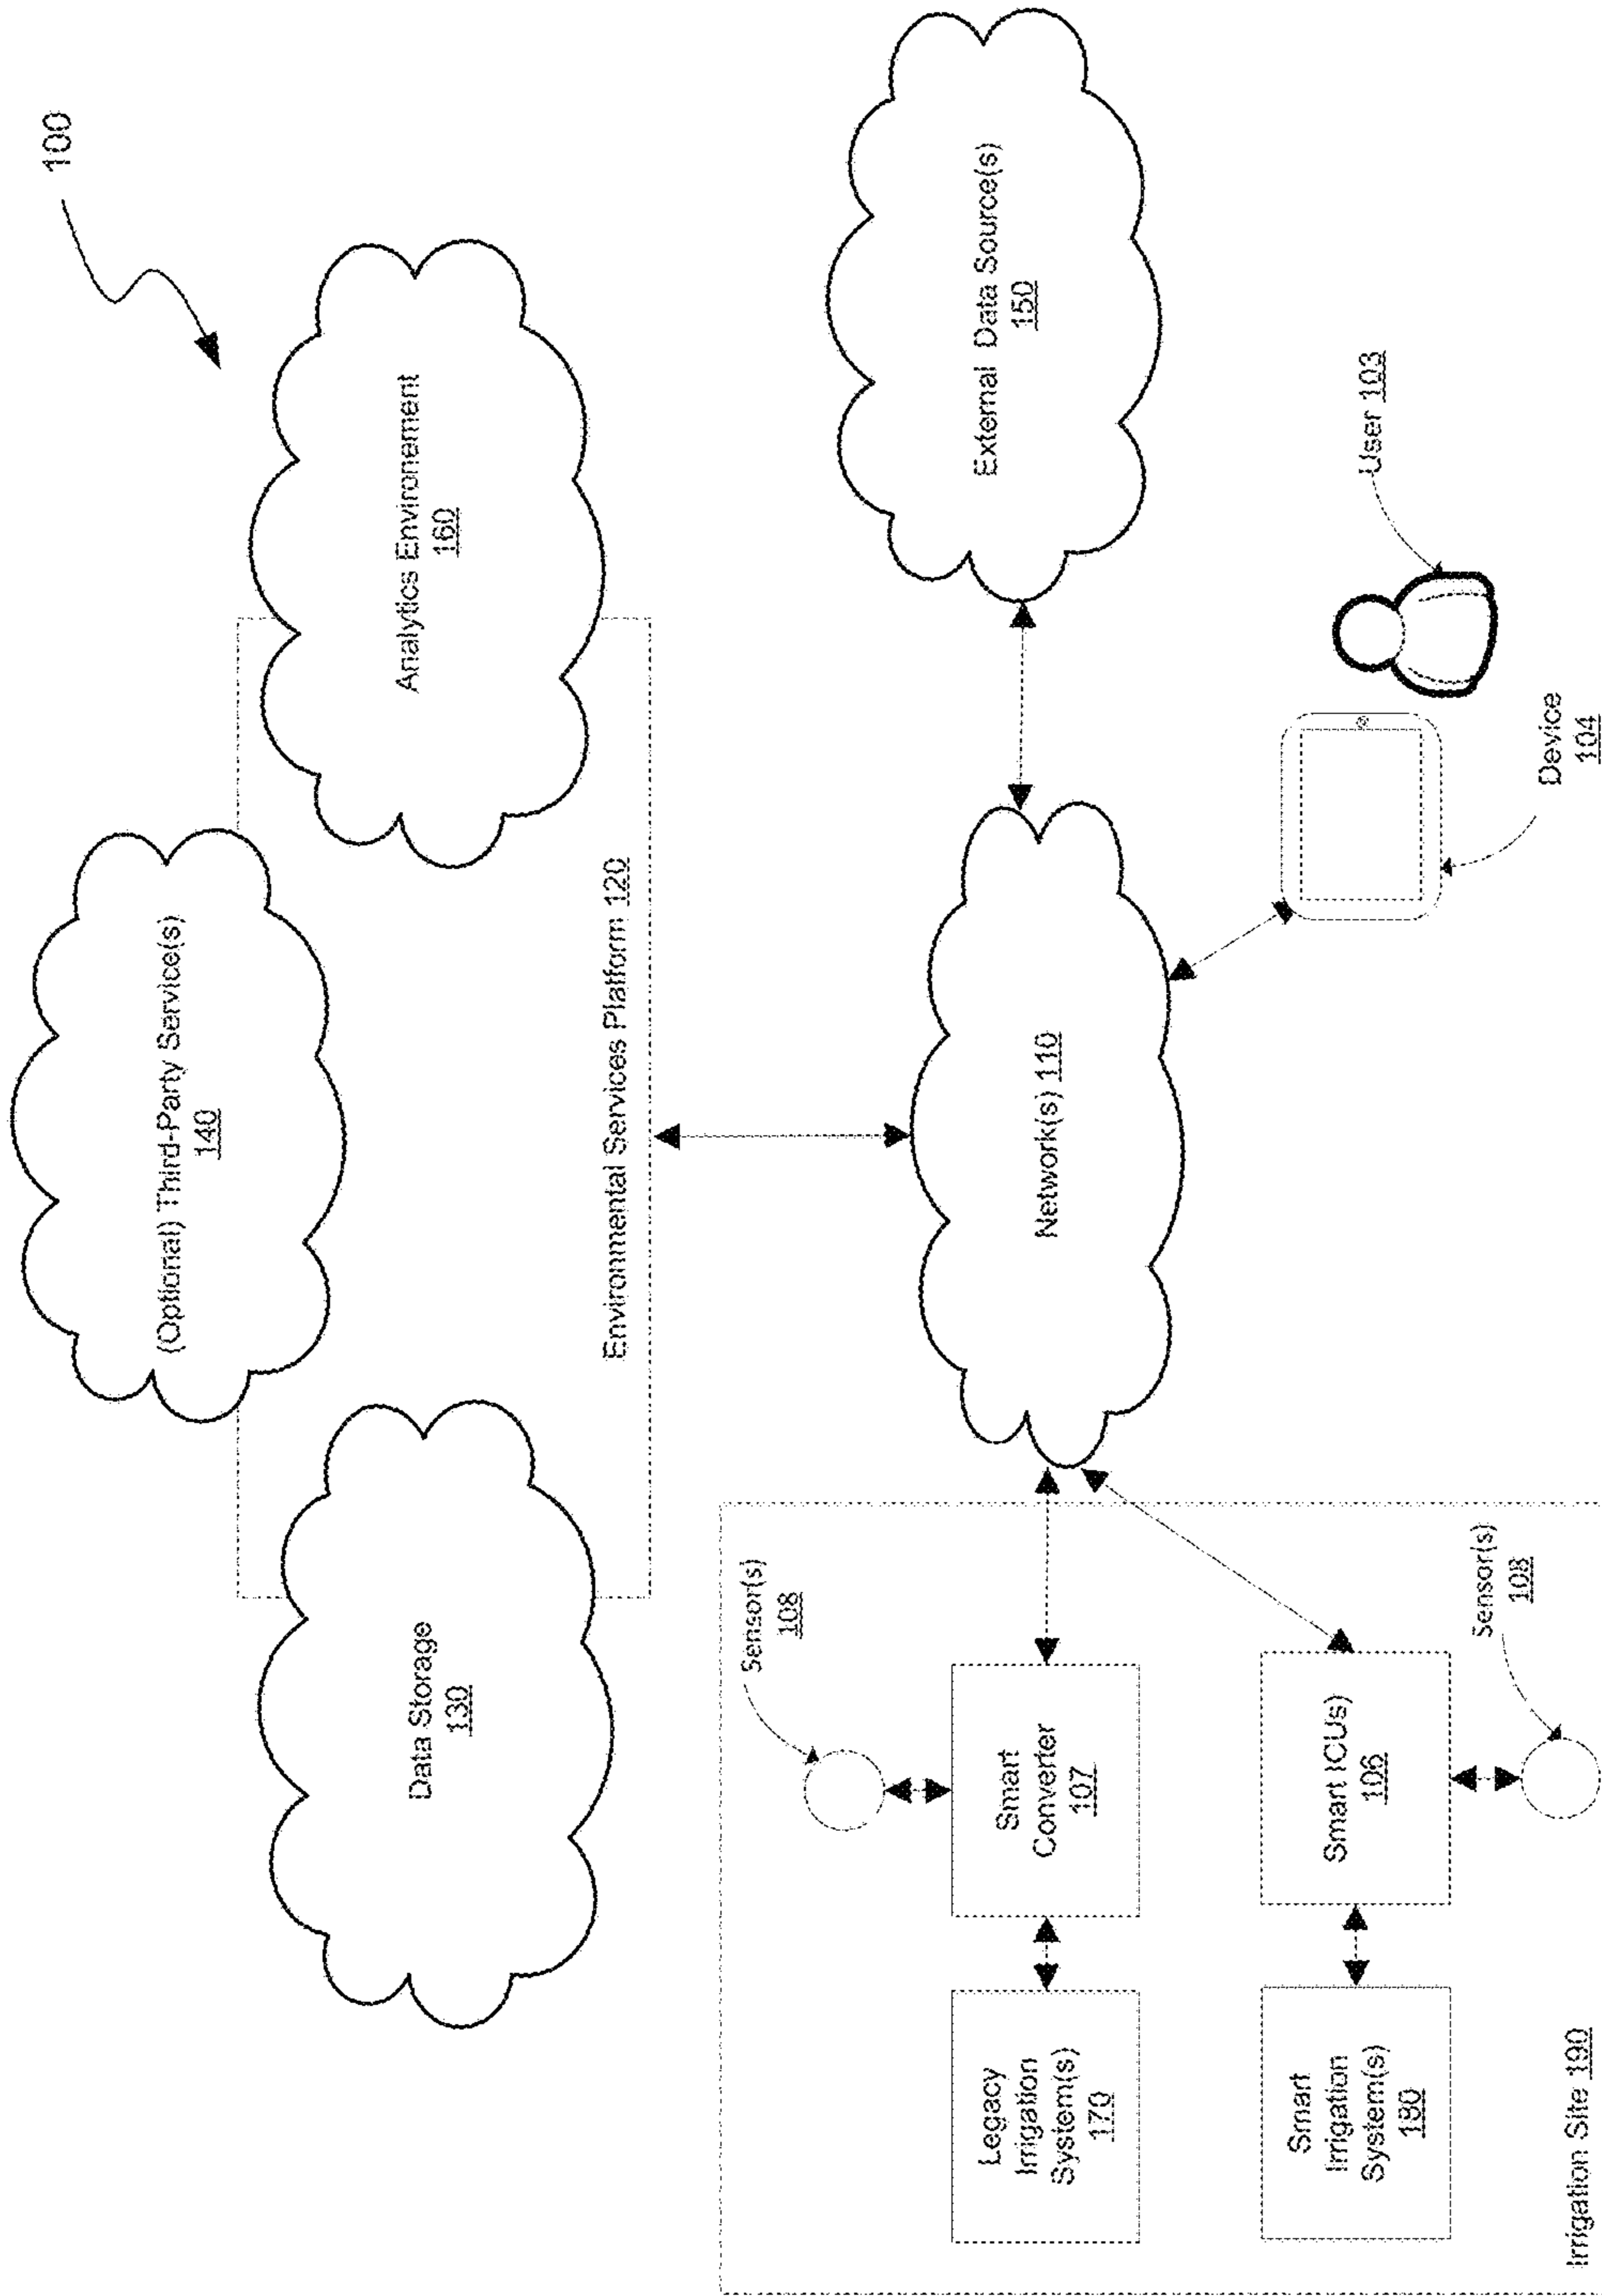 100
(Optional) Third-Party Service(s)
140
Data Storage
130
Analytics Environement
160
Environmental Services Platform 120
Sensor(s)
108
Legacy
Irrigation
System(s)
170
Smart
Converter
107
Network(s) 110
External Data Source(s)
150
Smart
Irrigation
System(s)
180
Smart ICUs)
106
Sensor(s)
108
User 103
Device
104
Irrigation Site 190